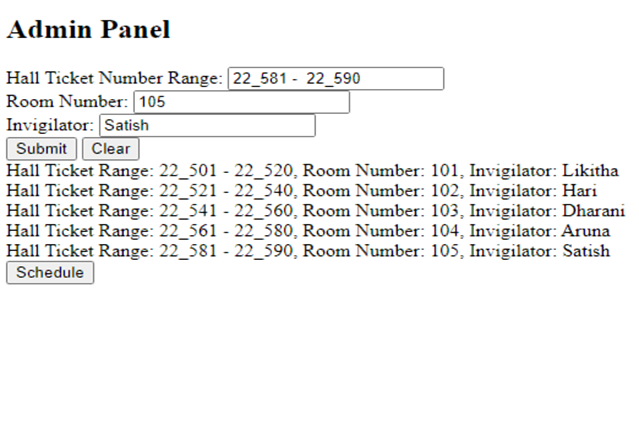 Admin Panel
Hall Ticket Number Range: 22_581 -  22_590
Room Number: 105
Invigilator: Satish
Submit Clear
Hall Ticket Range: 22_501 - 22_520, Room Number: 101, Invigilator: Likitha
Hall Ticket Range: 22_521 - 22_540, Room Number: 102, Invigilator: Hari
Hall Ticket Range: 22_541 - 22_560, Room Number: 103, Invigilator: Dharani
Hall Ticket Range: 22_561 - 22_580, Room Number: 104, Invigilator: Aruna
Hall Ticket Range: 22_581 - 22_590, Room Number: 105, Invigilator: Satish
Schedule